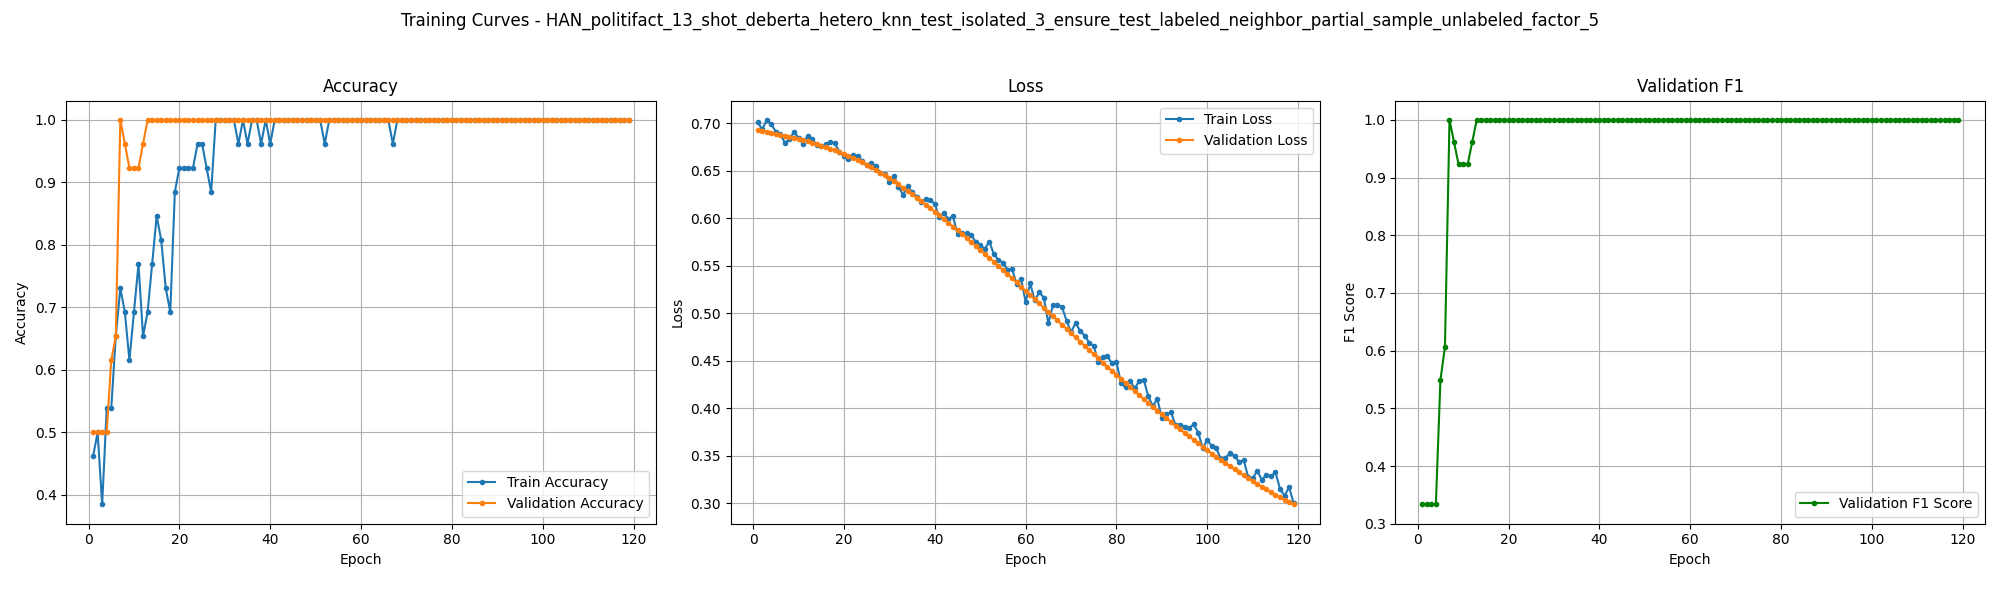 Training Curves - HAN_politifact_13_shot_deberta_hetero_knn_test_isolated_3_ensure_test_labeled_neighbor_partial_sample_unlabeled_factor_5
Accuracy
Accuracy
1.0
0.9
0.8
0.7
0.6
0.5
0.4
0 20 40 60 80 100 120
Epoch
Train Accuracy
Validation Accuracy
Loss
Loss
0.70
0.65
0.60
0.55
0.50
0.45
0.40
0.35
0.30
0 20 40 60 80 100 120
Epoch
Train Loss
Validation Loss
Validation F1
F1 Score
1.0
0.9
0.8
0.7
0.6
0.5
0.4
0.3
0 20 40 60 80 100 120
Epoch
Validation F1 Score